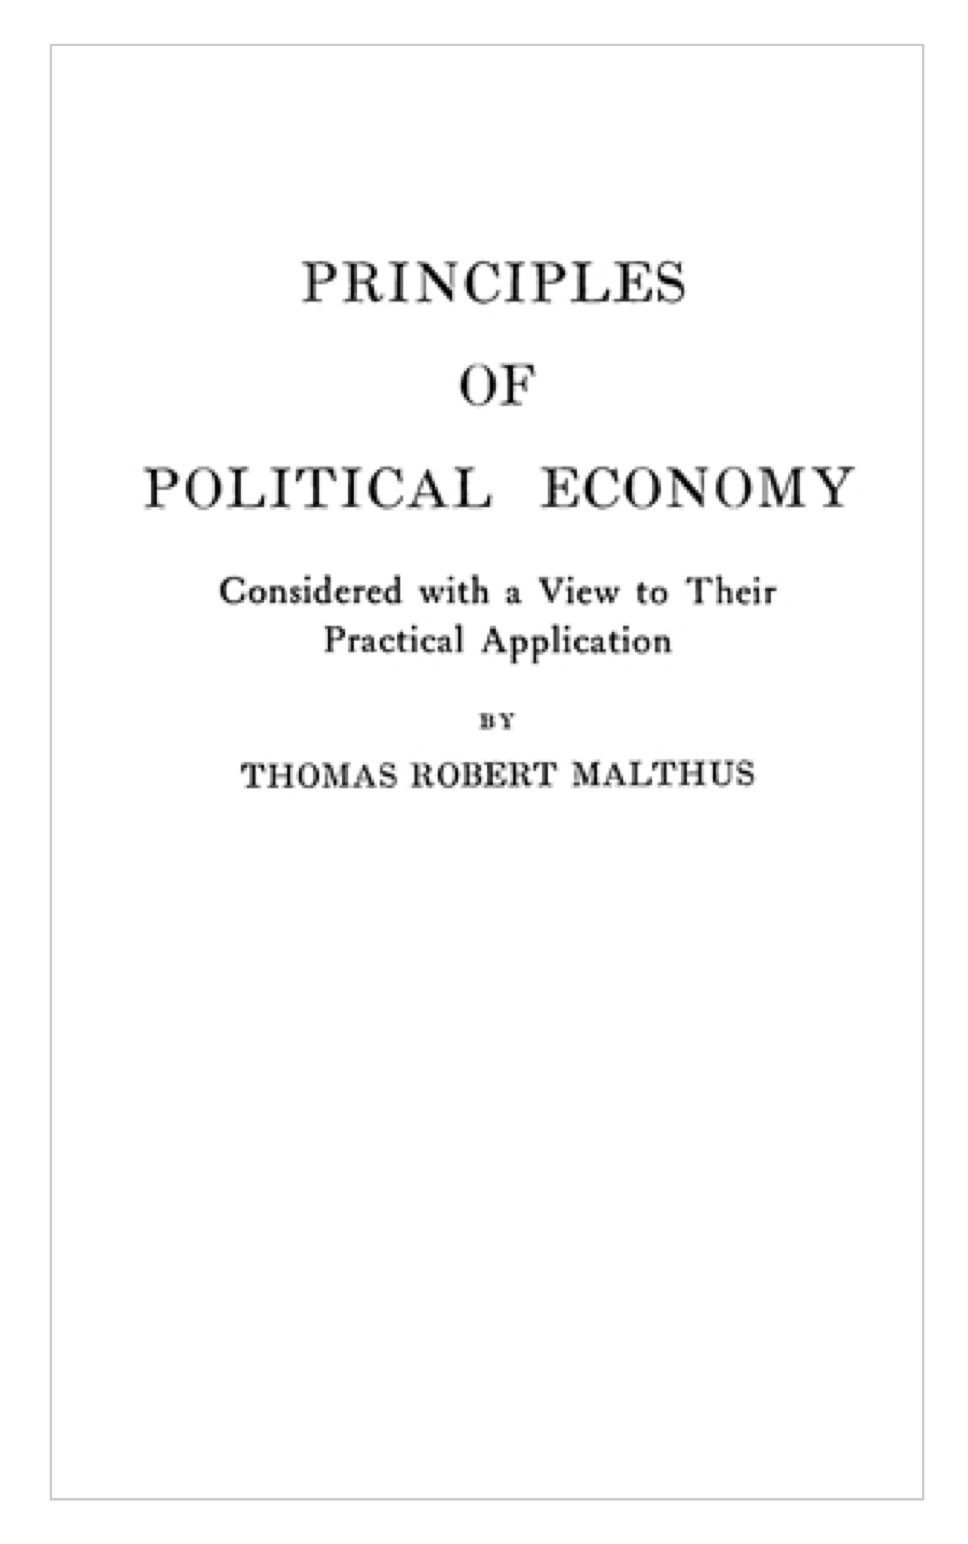 PRINCIPLES
OF
POLITICAL ECONOMY
Considered with a View to Their
Practical Application
BY
THOMAS ROBERT MALTHUS